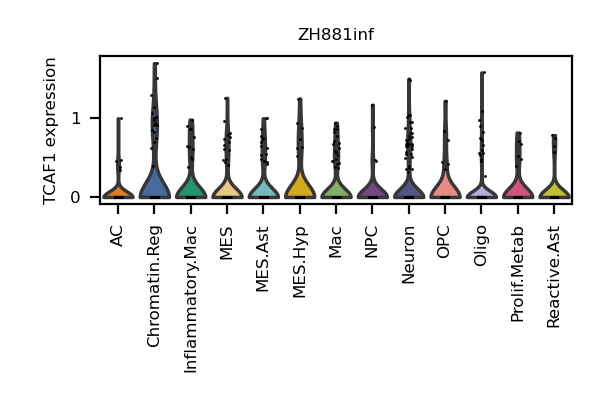 ZH881inf
TCAF1 expression
1
0
AC
Chromatin.Reg
Inflammatory.Mac
MES
MES.Ast
MES.Hyp
Mac
NPC
Neuron
OPC
Oligo
Prolif.Metab
Reactive.Ast